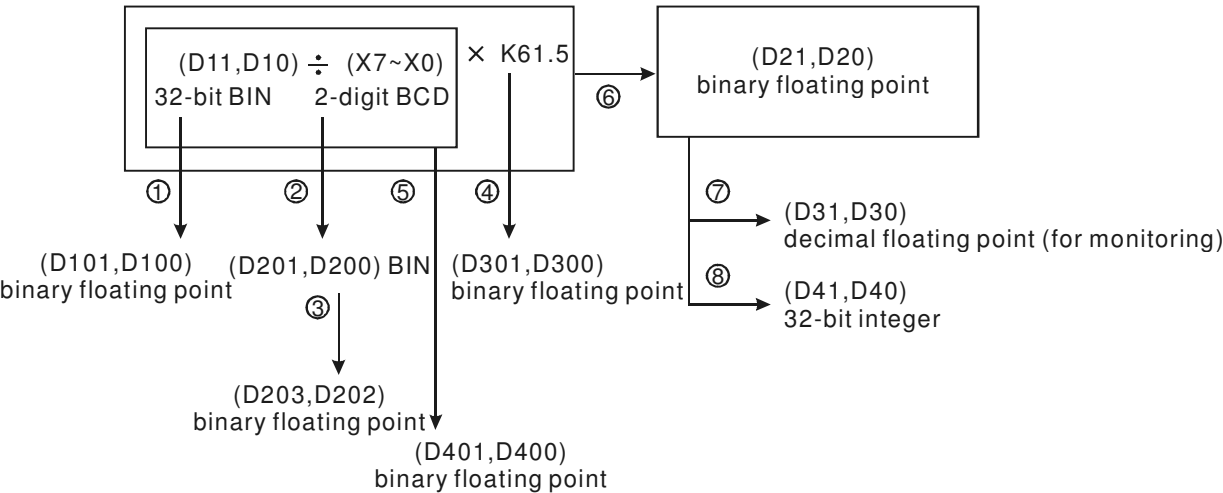 (D11,D10) ÷ (X7~X0) × K61.5
32-bit BIN 2-digit BCD
(D21,D20)
binary floating point
⑥
① ② ⑤ ④
⑦
(D31,D30)
decimal floating point (for monitoring)
(D101,D100)
binary floating point
(D201,D200) BIN
(D301,D300)
binary floating point
⑧
(D41,D40)
32-bit integer
③
(D203,D202)
binary floating point
(D401,D400)
binary floating point